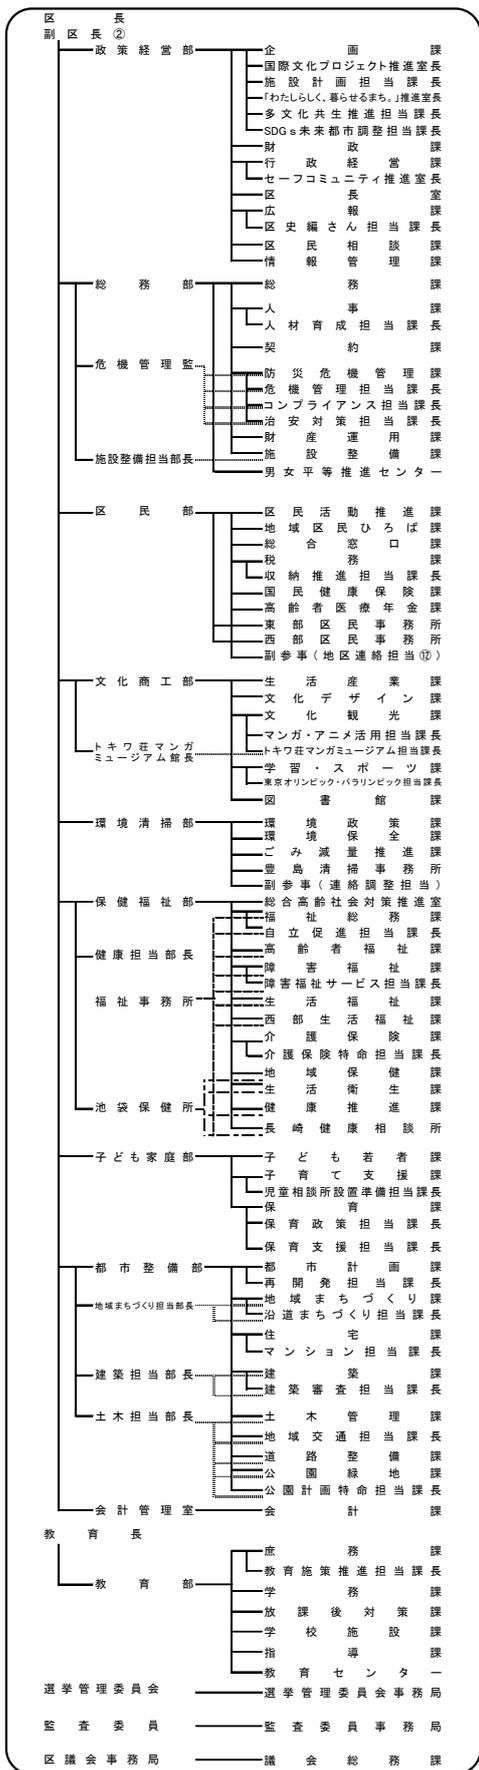 区長
副区長②
政策経営部 企画課
国際文化プロジェクト推進室長
施設計画担当課長
「わたしらしく、暮らせるまち。」推進室長
多文化共生推進担当課長
SDGs未来都市調整担当課長
財政課
行政経営課
セーフコミュニティ推進室長
区長室
広報課
区史編さん担当課長
区民相談課
情報管理課
総務部 総務課
人事課
人材育成担当課長
契約課
危機管理監 防災危機管理課
危機管理担当課長
コンプライアンス担当課長
治安対策担当課長
財産運用課
施設整備担当部長 施設整備課
男女平等推進センター
区民部 区民活動推進課
地域区民ひろば課
総合窓口課
税務課
収納推進担当課長
国民健康保険課
高齢者医療年金課
東部区民事務所
西部区民事務所
副参事(地区連絡担当⑫)
文化商工部 生活産業課
文化デザイン課
文化観光課
マンガ・アニメ活用担当課長
トキワ荘マンガミュージアム館長 トキワ荘マンガミュージアム担当課長
学習・スポーツ課
東京オリンピック・パラリンピック担当課長
図書館課
環境清掃部 環境政策課
環境保全課
ごみ減量推進課
豊島清掃事務所
副参事(連絡調整担当)
保健福祉部 総合高齢社会対策推進室
福祉総務課
自立促進担当課長
健康担当部長 高齢者福祉課
障害福祉課
障害福祉サービス担当課長
福祉事務所 生活福祉課
西部生活福祉課
介護保険課
介護保険特命担当課長
地域保健課
生活衛生課
池袋保健所 健康推進課
長崎健康相談所
子ども家庭部 子ども若者課
子育て支援課
児童相談所設置準備担当課長
保育課
保育政策担当課長
保育支援担当課長
都市整備部 都市計画課
再開発担当課長
地域まちづくり担当部長 地域まちづくり課
沿道まちづくり担当課長
住宅課
マンション担当課長
建築担当部長 建築課
建築審査担当課長
土木担当部長 土木管理課
地域交通担当課長
道路整備課
公園緑地課
公園計画特命担当課長
会計管理室 会計課
教育長
庶務課
教育施策推進担当課長
教育部 学務課
放課後対策課
学校施設課
指導課
教育センター
選挙管理委員会 選挙管理委員会事務局
監査委員 監査委員事務局
区議会事務局 議会総務課